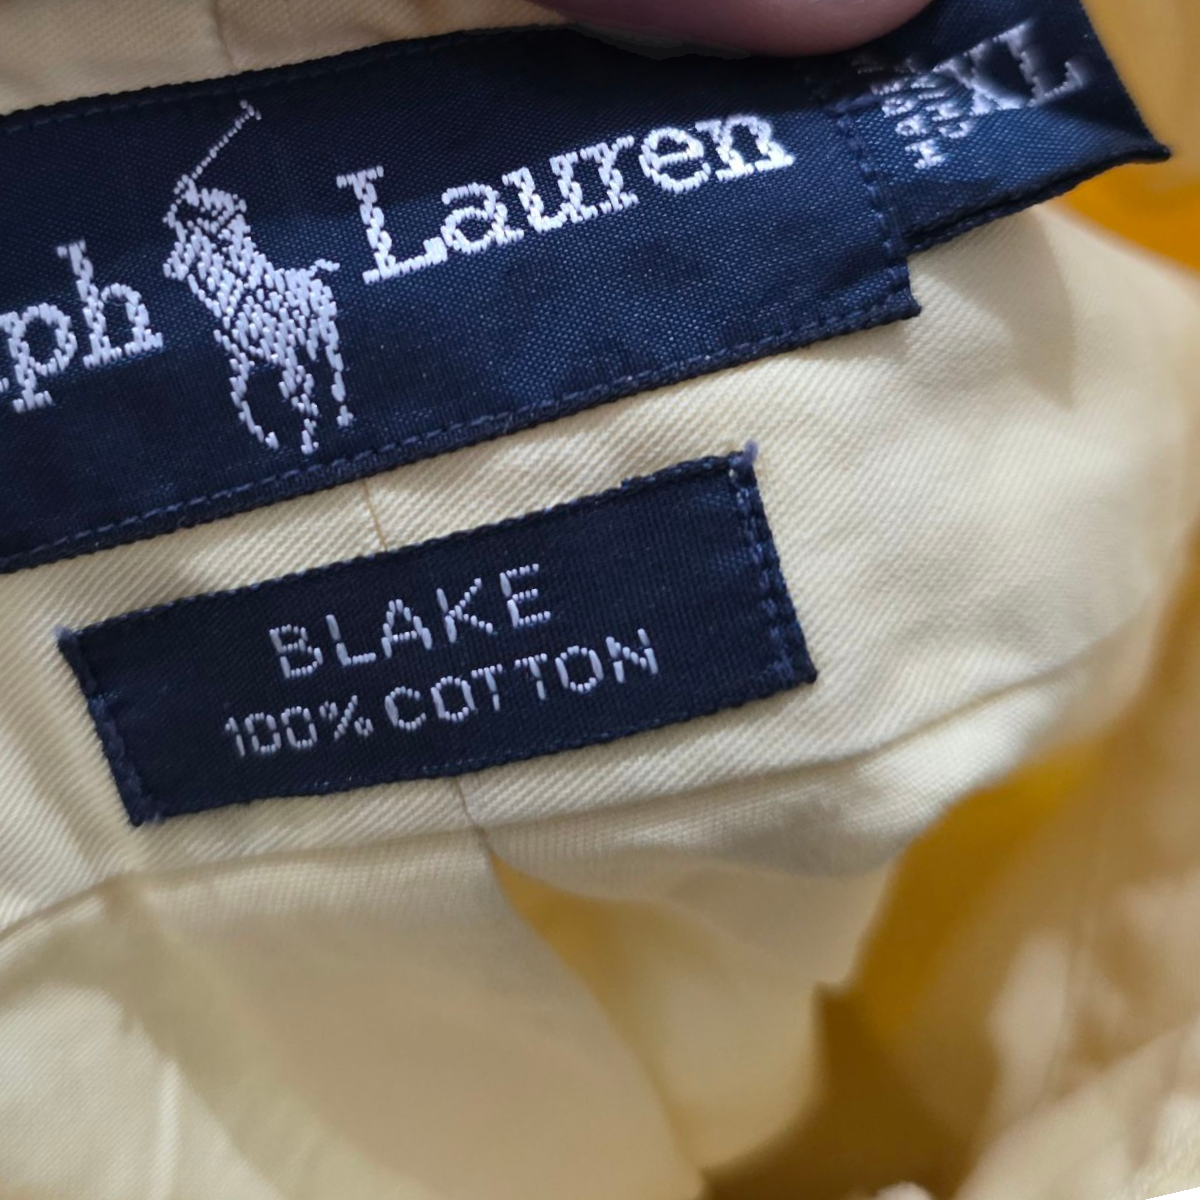 ph Lauren
XL
BLAKE
100% COTTON